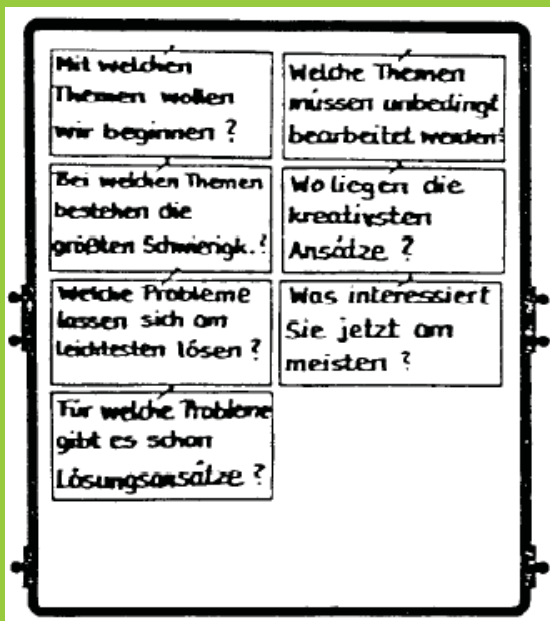 Mit welchen
Themen wollen
wir beginnen ?
Welche Themen
müssen unbedingt
bearbeitet werden?
Bei welchen Themen
bestehen die
größten Schwierigk.?
Wo liegen die
kreativsten
Ansätze ?
Welche Probleme
lassen sich am
leichtesten lösen ?
Was interessiert
Sie jetzt am
meisten ?
Für welche Probleme
gibt es schon
Lösungsansätze ?